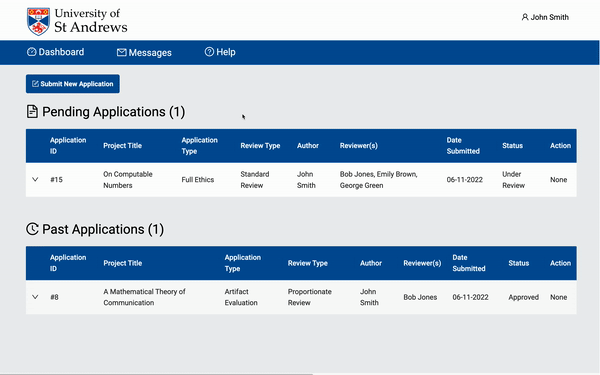 University of
St Andrews
John Smith
Dashboard
Messages
Help
Submit New Application
Pending Applications (1)
Application ID Project Title Application Type Review Type Author Reviewer(s) Date Submitted Status Action
#15 On Computable Numbers Full Ethics Standard Review John Smith Bob Jones, Emily Brown, George Green 06-11-2022 Under Review None
Past Applications (1)
Application ID Project Title Application Type Review Type Author Reviewer(s) Date Submitted Status Action
#8 A Mathematical Theory of Communication Artifact Evaluation Proportionate Review John Smith Bob Jones 06-11-2022 Approved None